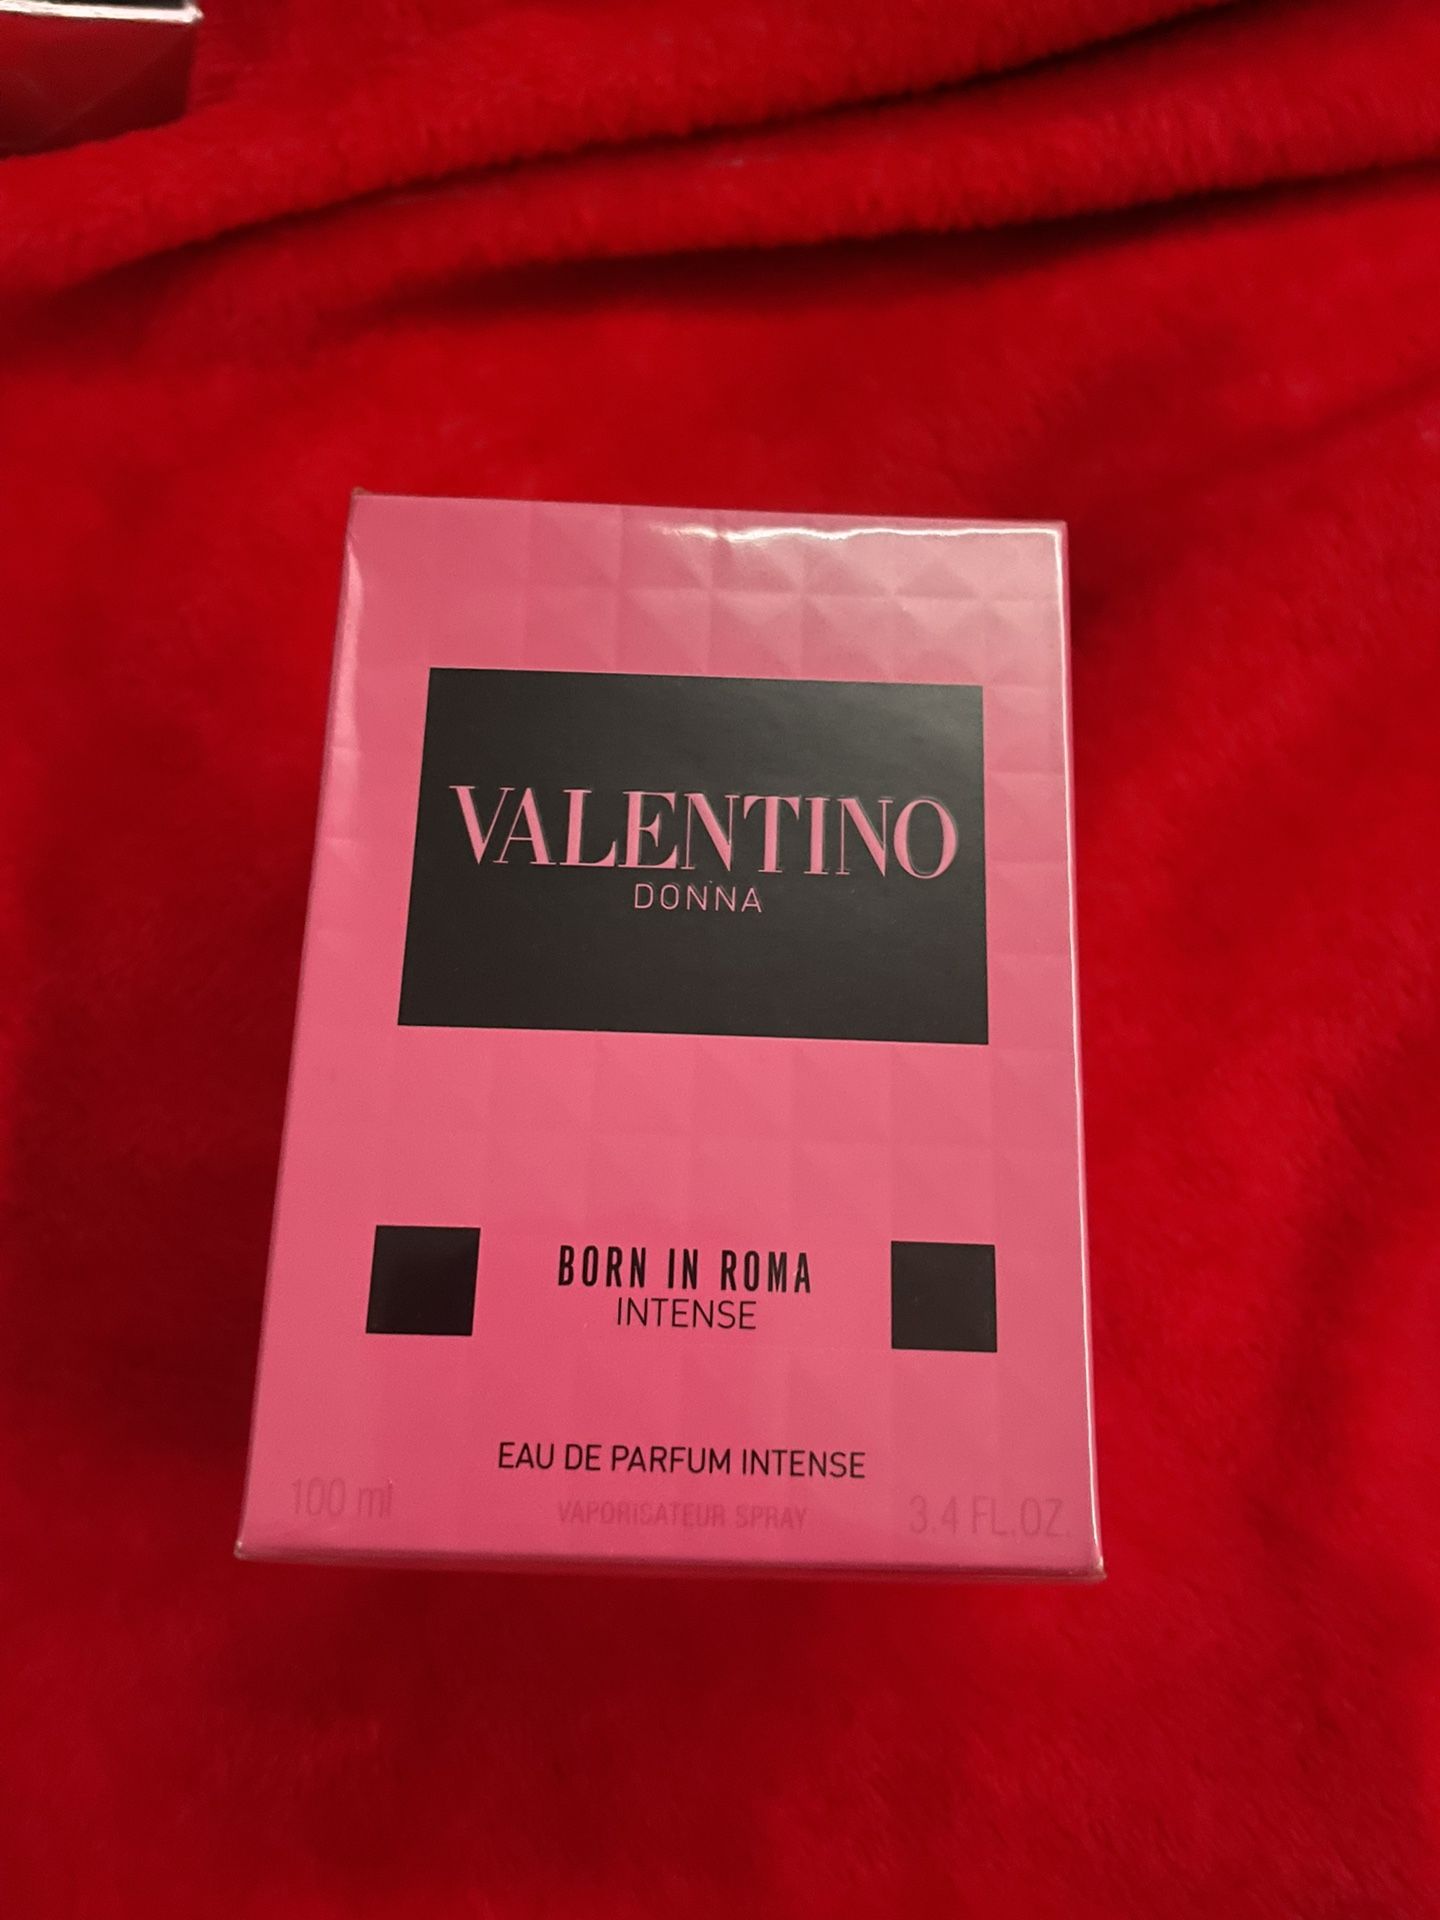 VALENTINO
DONNA
BORN IN ROMA
INTENSE
EAU DE PARFUM INTENSE
100 ml VAPORISATEUR SPRAY 3.4 FL.OZ.